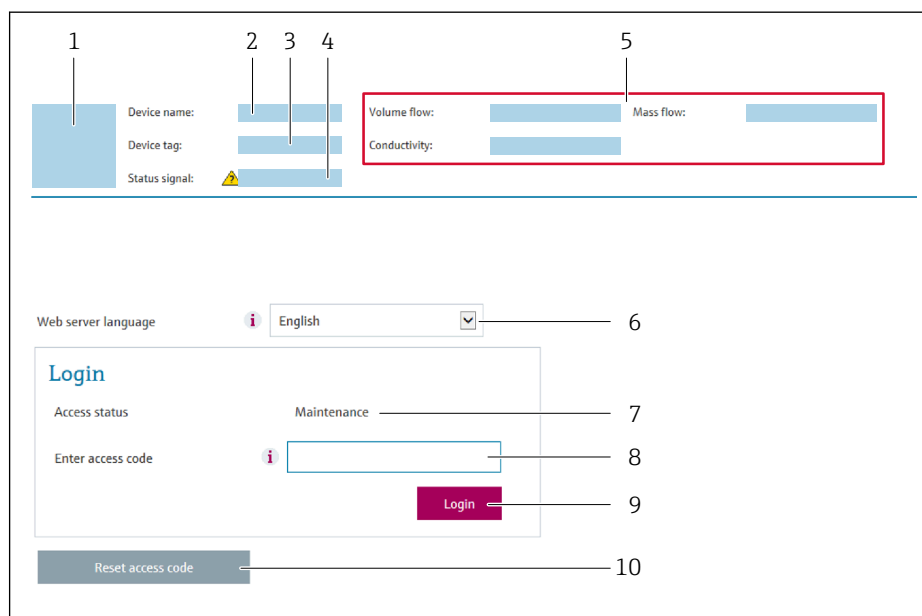 1 2 3 4 5
Device name: Volume flow: Mass flow:
Device tag: Conductivity:
Status signal: ?
Web server language i English 6
Login
Access status Maintenance 7
Enter access code i 8
Login 9
Reset access code 10